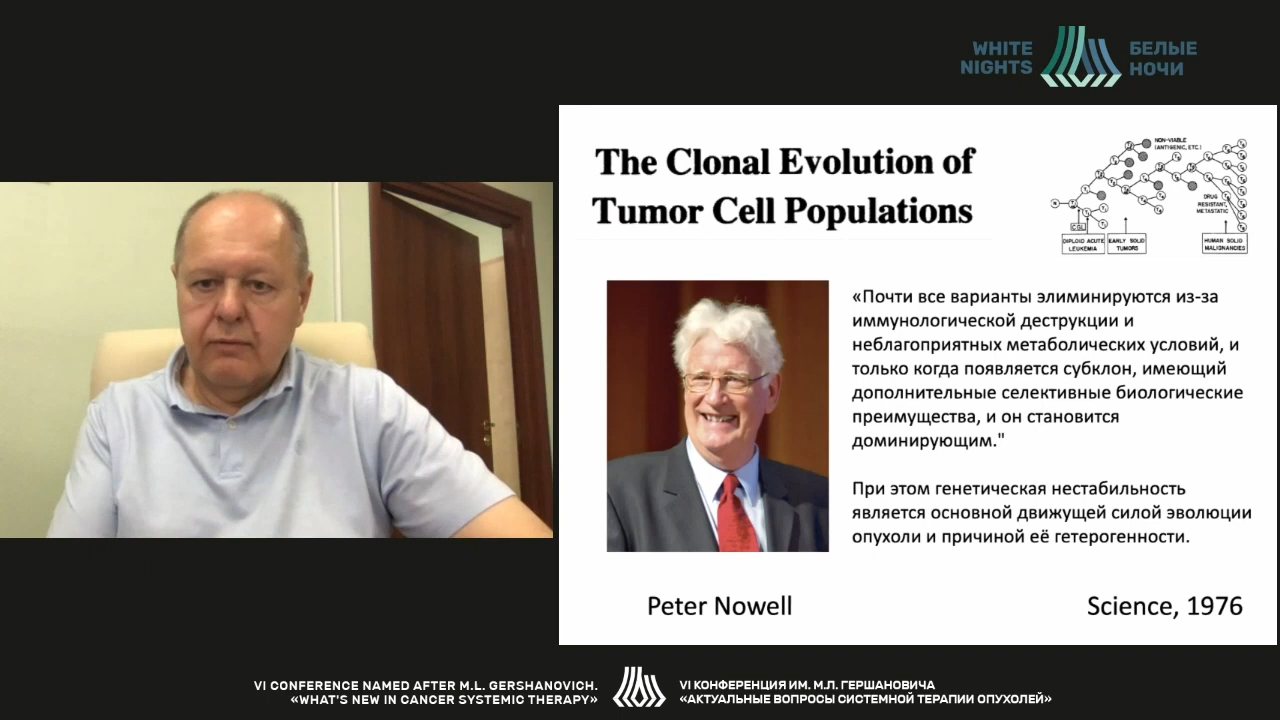 WHITE
NIGHTS
БЕЛЫЕ
НОЧИ
The Clonal Evolution of
Tumor Cell Populations
NON-VIABLE
(ANTIGENIC, ETC.)
DRUG
RESISTANT,
METASTATIC
CGL
DIPLOID ACUTE
LEUKEMIA
EARLY SOLID
TUMORS
HUMAN SOLID
MALIGNANCIES
«Почти все варианты элиминируются из-за
иммунологической деструкции и
неблагоприятных метаболических условий, и
только когда появляется субклон, имеющий
дополнительные селективные биологические
преимущества, и он становится
доминирующим."
При этом генетическая нестабильность
является основной движущей силой эволюции
опухоли и причиной её гетерогенности.
Peter Nowell
Science, 1976
VI CONFERENCE NAMED AFTER M.L. GERSHANOVICH.
«WHAT'S NEW IN CANCER SYSTEMIC THERAPY»
VI КОНФЕРЕНЦИЯ ИМ. М.Л. ГЕРШАНОВИЧА
«АКТУАЛЬНЫЕ ВОПРОСЫ СИСТЕМНОЙ ТЕРАПИИ ОПУХОЛЕЙ»